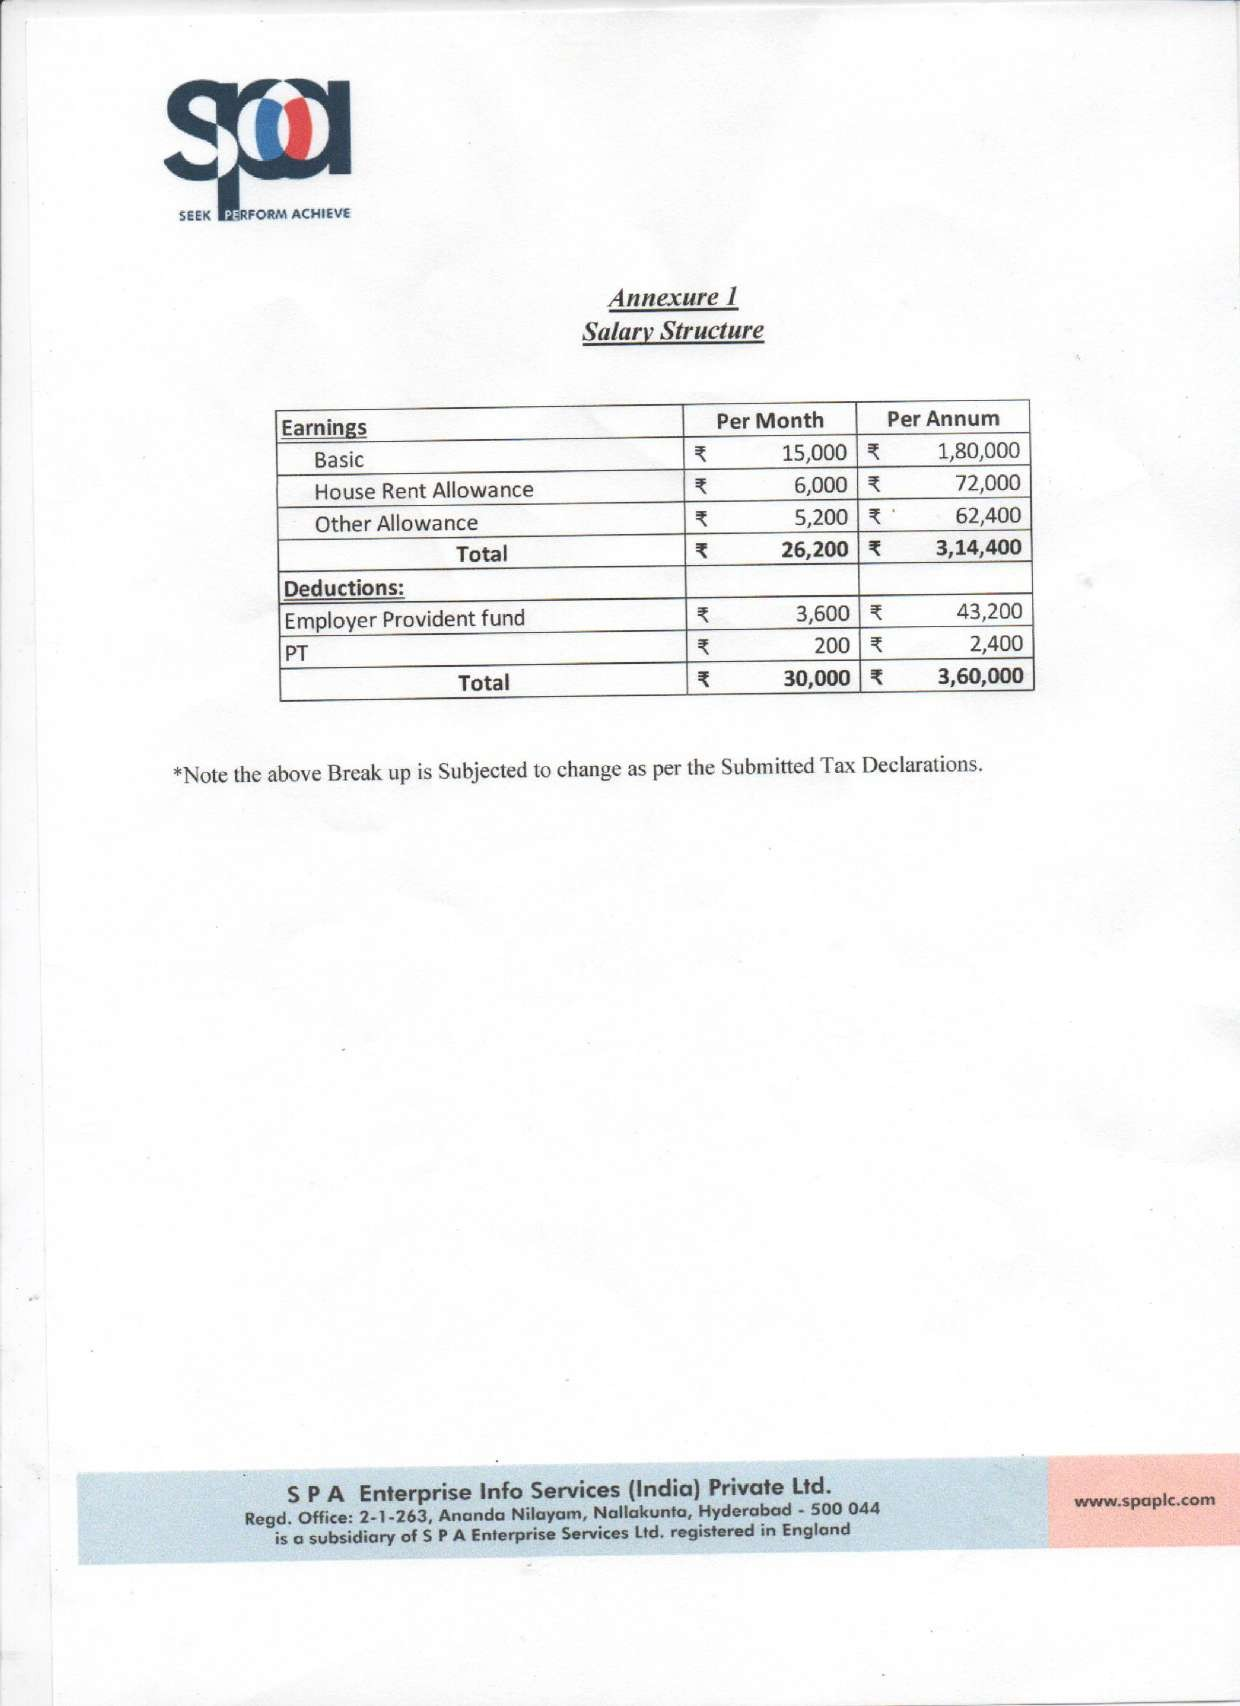 spa
SEEK PERFORM ACHIEVE
Annexure 1
Salary Structure
Earnings Per Month Per Annum
Basic ₹ 15,000 ₹ 1,80,000
House Rent Allowance ₹ 6,000 ₹ 72,000
Other Allowance ₹ 5,200 ₹ 62,400
Total ₹ 26,200 ₹ 3,14,400
Deductions:
Employer Provident fund ₹ 3,600 ₹ 43,200
PT ₹ 200 ₹ 2,400
Total ₹ 30,000 ₹ 3,60,000
*Note the above Break up is Subjected to change as per the Submitted Tax Declarations.
S P A Enterprise Info Services (India) Private Ltd.
Regd. Office: 2-1-263, Ananda Nilayam, Nallakunta, Hyderabad - 500 044
is a subsidiary of S P A Enterprise Services Ltd. registered in England
www.spaplc.com